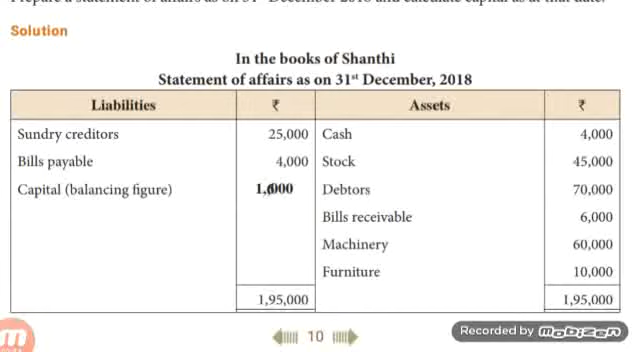 Solution
In the books of Shanthi
Statement of affairs as on 31st December, 2018
Liabilities ₹ Assets ₹
Sundry creditors 25,000 Cash 4,000
Bills payable 4,000 Stock 45,000
Capital (balancing figure) Debtors 70,000
Bills receivable 6,000
Machinery 60,000
Furniture 10,000
1,95,000 1,95,000
10
Recorded by mobizen